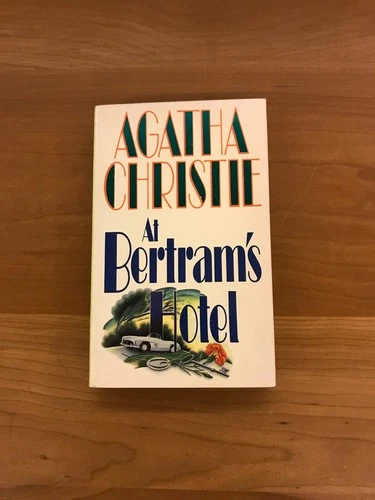 AGATHA
CHRISTIE
At
Bertram's
Hotel